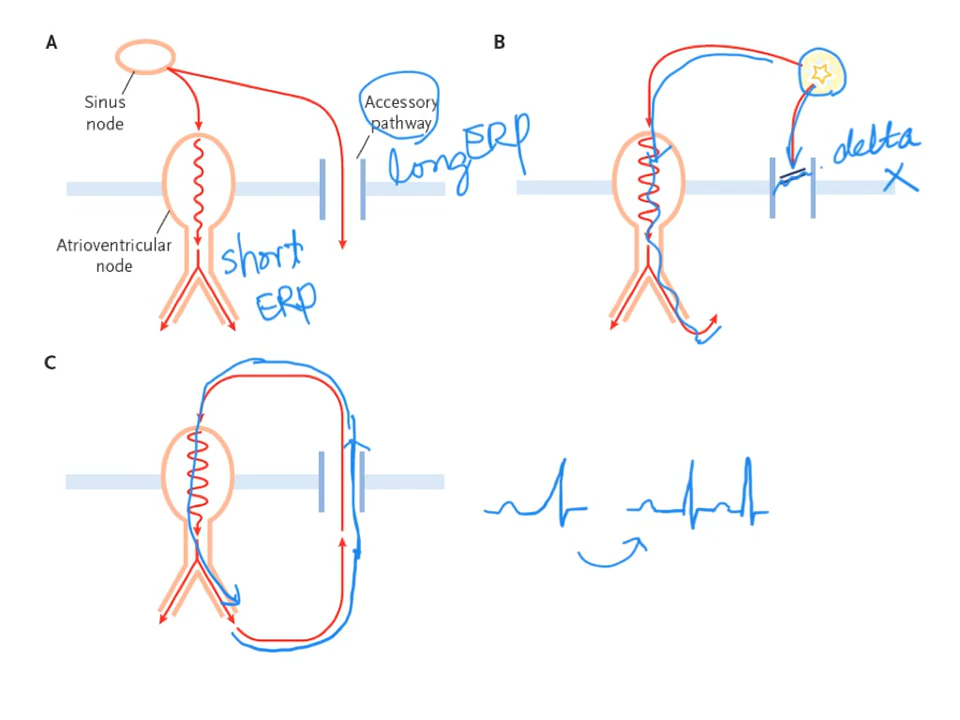 A
Sinus
node
Accessory
pathway
long ERP
Atrioventricular
node
short
ERP
B
delta
X
C